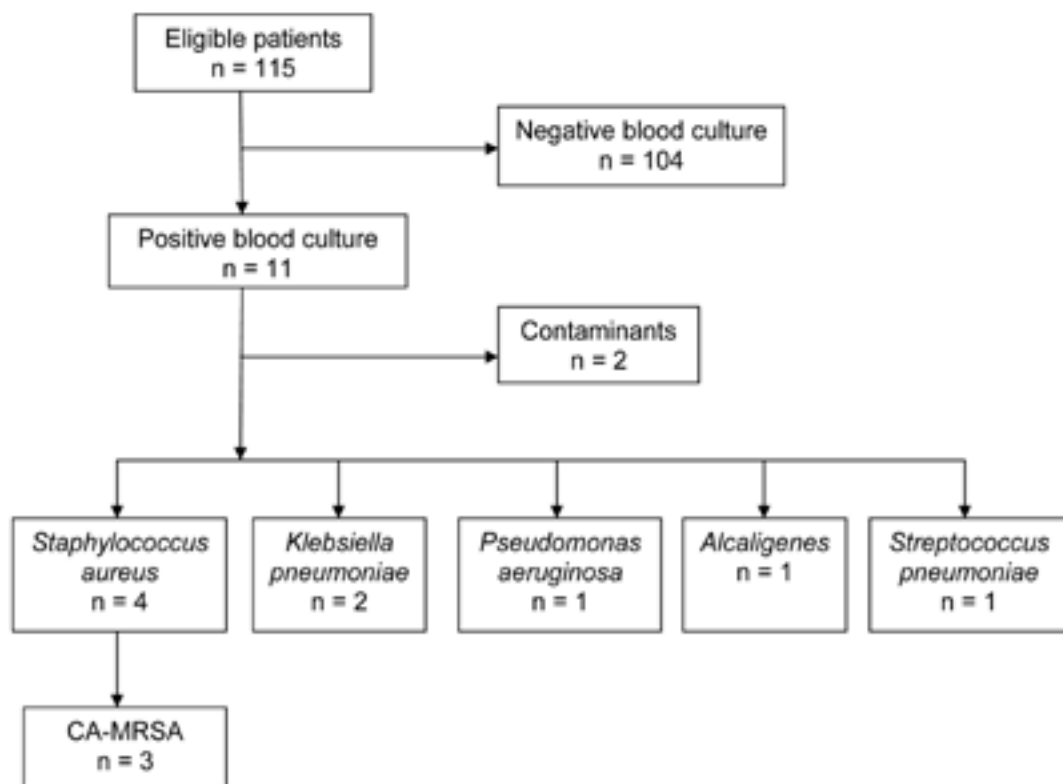 Eligible patients
n = 115
Negative blood culture
n = 104
Positive blood culture
n = 11
Contaminants
n = 2
Staphylococcus
aureus
n = 4
Klebsiella
pneumoniae
n = 2
Pseudomonas
aeruginosa
n = 1
Alcaligenes
n = 1
Streptococcus
pneumoniae
n = 1
CA-MRSA
n = 3